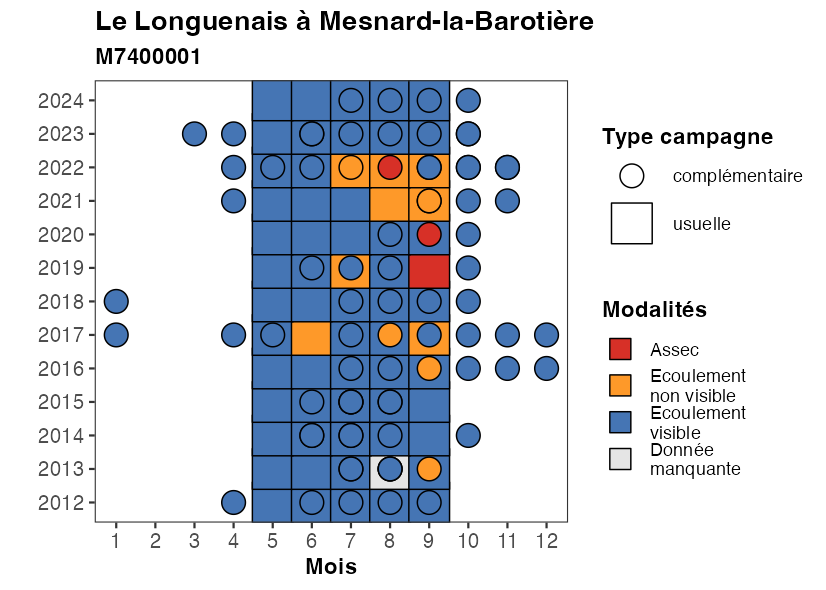 Le Longuenais à Mesnard-la-Barotière
M7400001
2024
2023
2022
2021
2020
2019
2018
2017
2016
2015
2014
2013
2012
1 2 3 4 5 6 7 8 9 10 11 12
Mois
Type campagne
complémentaire
usuelle
Modalités
Assec
Ecoulement
non visible
Ecoulement
visible
Donnée
manquante